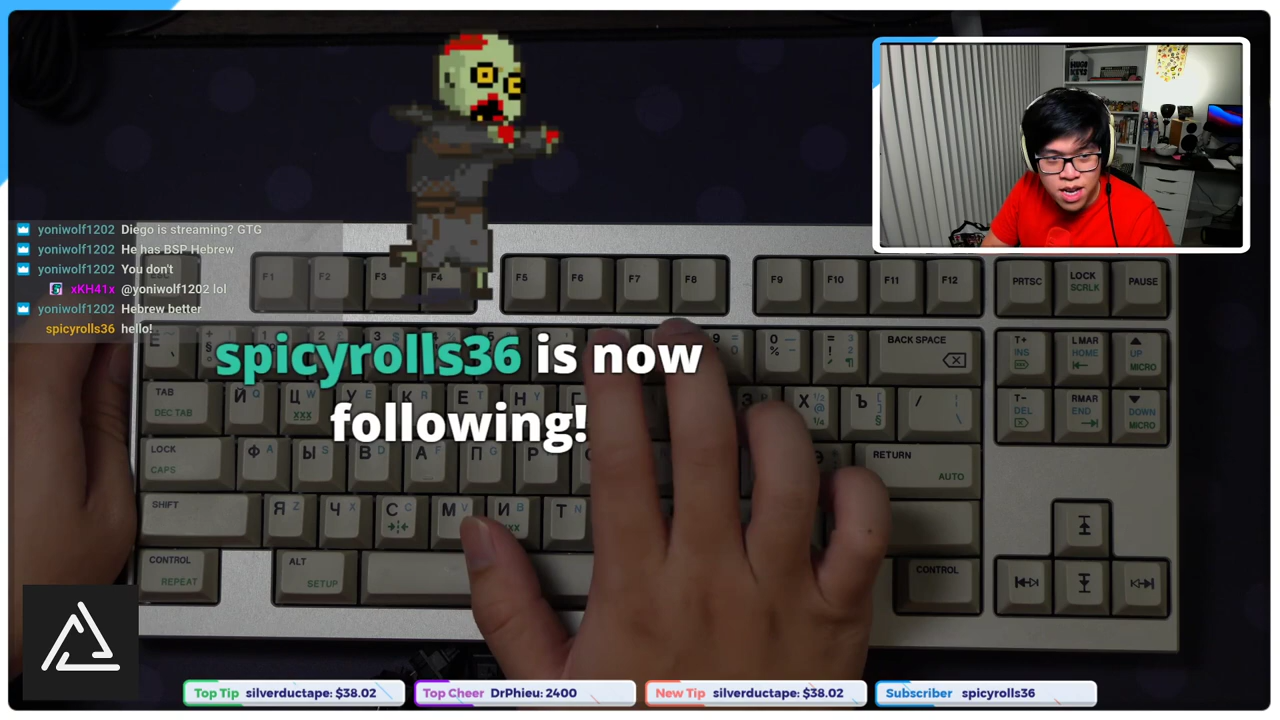 yoniwolf1202 Diego is streaming? GTG
yoniwolf1202 He has BSP Hebrew
yoniwolf1202 You don't
xKH41x @yoniwolf1202 lol
yoniwolf1202 Hebrew better
spicyrolls36 hello!
spicyrolls36 is now
following!
F1 F2 F3 F4 F5 F6 F7 F8 F9 F10 F11 F12
PRTSC LOCK SCRLK PAUSE
BACK SPACE
T+ INS L MAR HOME UP MICRO
TAB DEC TAB Й Q Ц W У К R Е T Н Х Ъ
T- DEL RMAR END DOWN MICRO
LOCK CAPS Ф A Ы S В D А F П G Р
RETURN AUTO
SHIFT Я Z Ч X С C М V И B Т N
CONTROL REPEAT ALT SETUP CONTROL
Top Tip silverductape: $38.02
Top Cheer DrPhieu: 2400
New Tip silverductape: $38.02
Subscriber spicyrolls36